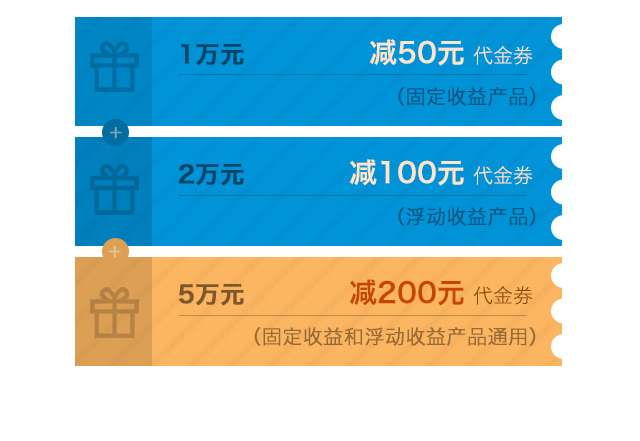 1万元 减50元 代金券
（固定收益产品）
+
2万元 减100元 代金券
（浮动收益产品）
+
5万元 减200元 代金券
（固定收益和浮动收益产品通用）